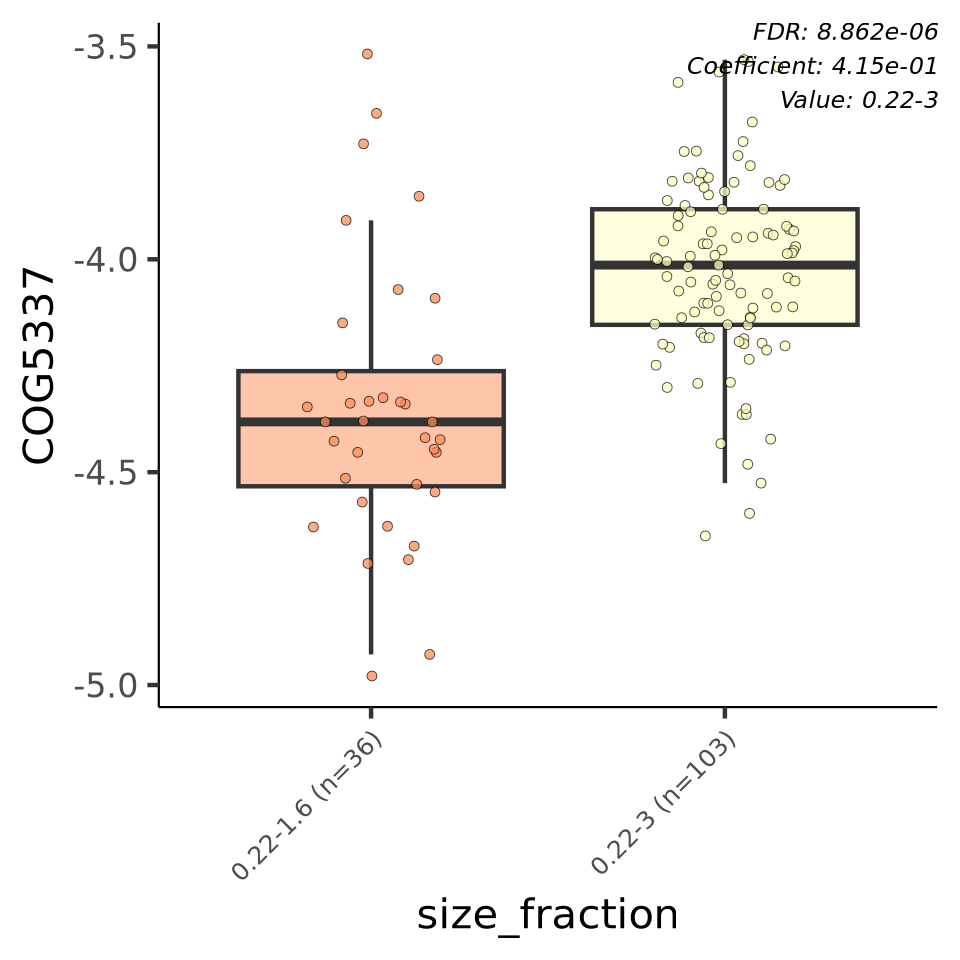 FDR: 8.862e-06
Coefficient: 4.15e-01
Value: 0.22-3
-3.5
-4.0
-4.5
-5.0
COG5337
0.22-1.6 (n=36)
0.22-3 (n=103)
size_fraction